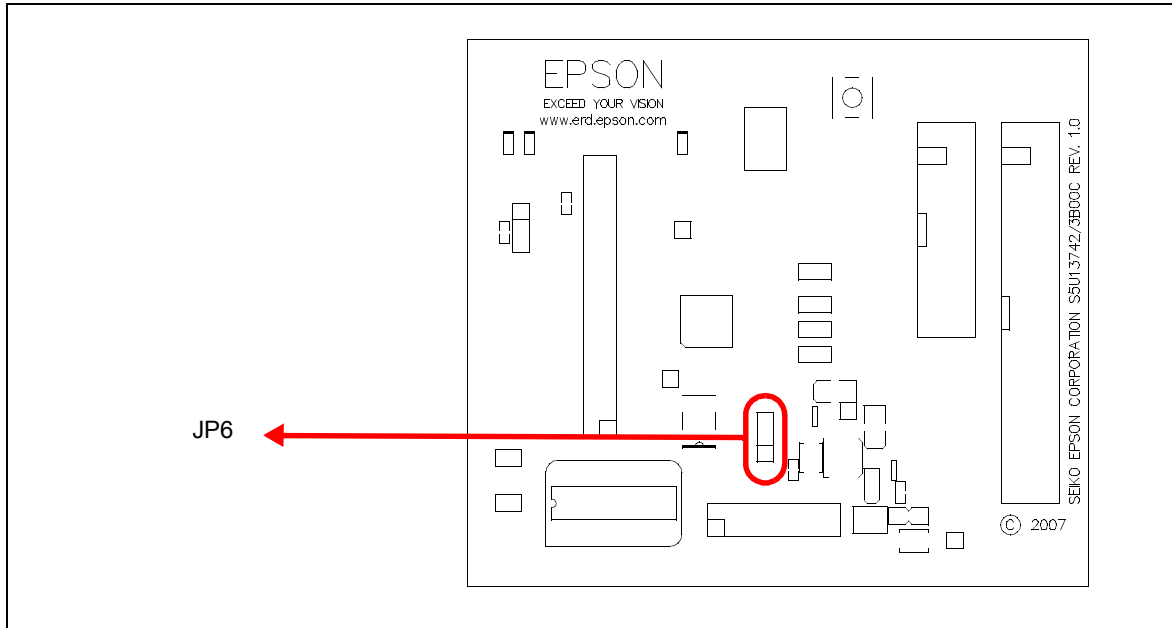 EPSON
EXCEED YOUR VISION
www.erd.epson.com
SEIKO EPSON CORPORATION S5U13742/3B00C REV. 1.0
JP6
© 2007